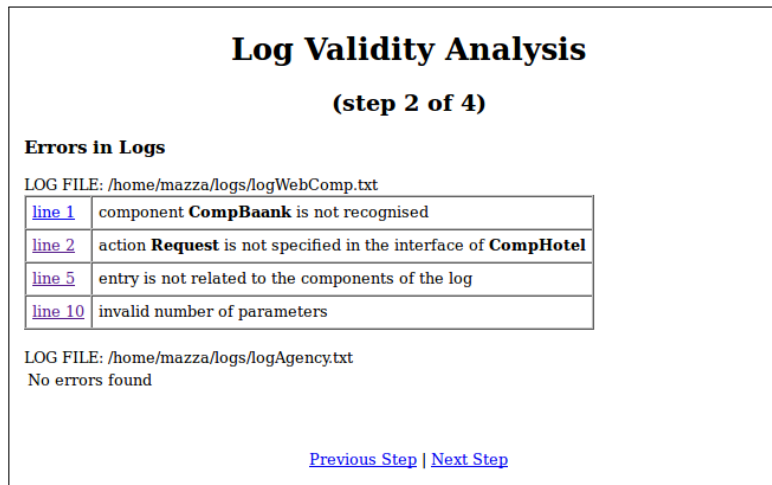 Log Validity Analysis
(step 2 of 4)
Errors in Logs
LOG FILE: /home/mazza/logs/logWebComp.txt
line 1 component CompBaank is not recognised
line 2 action Request is not specified in the interface of CompHotel
line 5 entry is not related to the components of the log
line 10 invalid number of parameters
LOG FILE: /home/mazza/logs/logAgency.txt
No errors found
Previous Step | Next Step